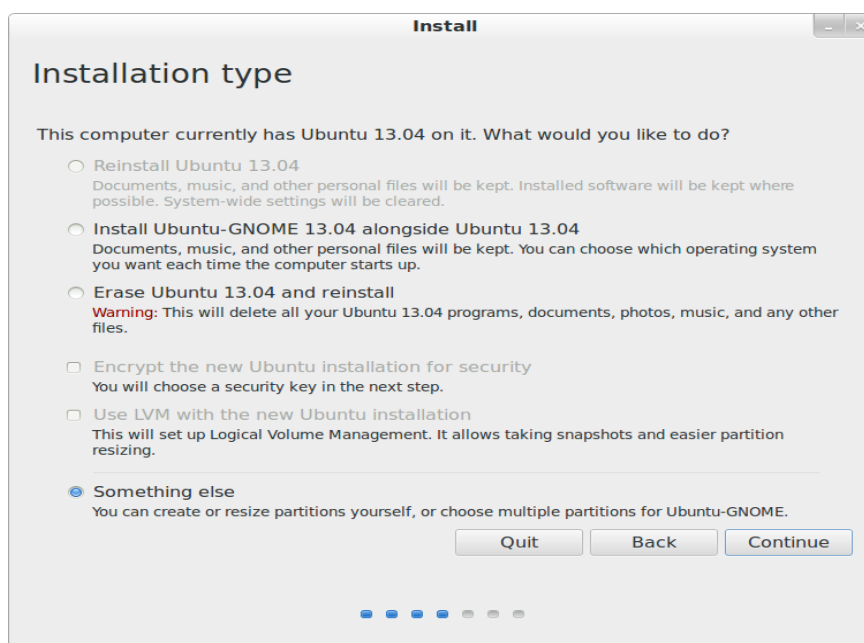 Install
Installation type
This computer currently has Ubuntu 13.04 on it. What would you like to do?
Reinstall Ubuntu 13.04
Documents, music, and other personal files will be kept. Installed software will be kept where
possible. System-wide settings will be cleared.
Install Ubuntu-GNOME 13.04 alongside Ubuntu 13.04
Documents, music, and other personal files will be kept. You can choose which operating system
you want each time the computer starts up.
Erase Ubuntu 13.04 and reinstall
Warning: This will delete all your Ubuntu 13.04 programs, documents, photos, music, and any other
files.
Encrypt the new Ubuntu installation for security
You will choose a security key in the next step.
Use LVM with the new Ubuntu installation
This will set up Logical Volume Management. It allows taking snapshots and easier partition
resizing.
Something else
You can create or resize partitions yourself, or choose multiple partitions for Ubuntu-GNOME.
Quit Back Continue